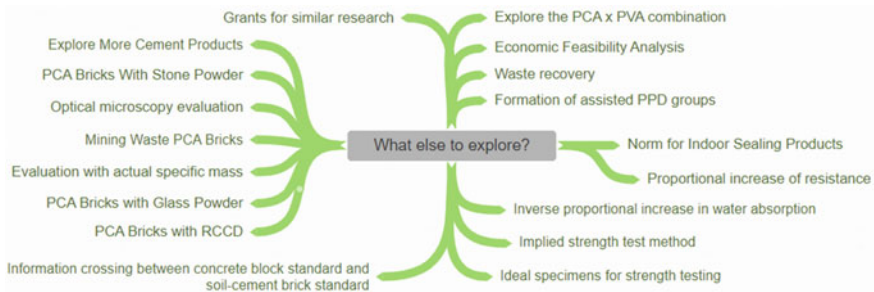 Grants for similar research
Explore More Cement Products
PCA Bricks With Stone Powder
Optical microscopy evaluation
Mining Waste PCA Bricks
Evaluation with actual specific mass
PCA Bricks with Glass Powder
PCA Bricks with RCCD
Information crossing between concrete block standard and
soil-cement brick standard
What else to explore?
Explore the PCA x PVA combination
Economic Feasibility Analysis
Waste recovery
Formation of assisted PPD groups
Norm for Indoor Sealing Products
Proportional increase of resistance
Inverse proportional increase in water absorption
Implied strength test method
Ideal specimens for strength testing